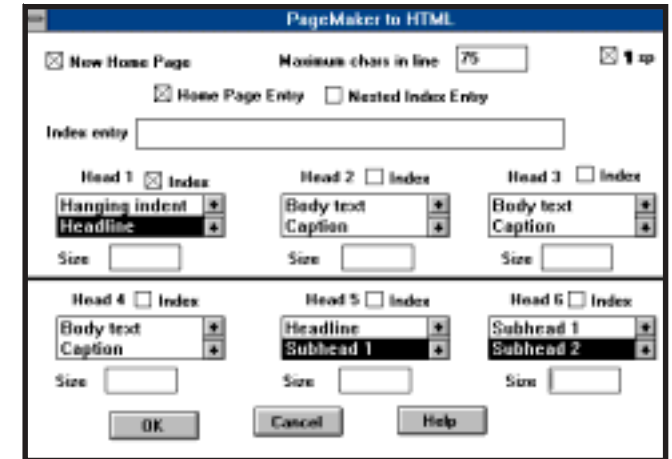 PageMaker to HTML
New Home Page Maximum chars in line 75 ¶ sp
Home Page Entry Nested Index Entry
Index entry
Head 1 Index Head 2 Index Head 3 Index
Hanging indent Body text Body text
Headline Caption Caption
Size Size Size
Head 4 Index Head 5 Index Head 6 Index
Body text Headline Subhead 1
Caption Subhead 1 Subhead 2
Size Size Size
OK Cancel Help